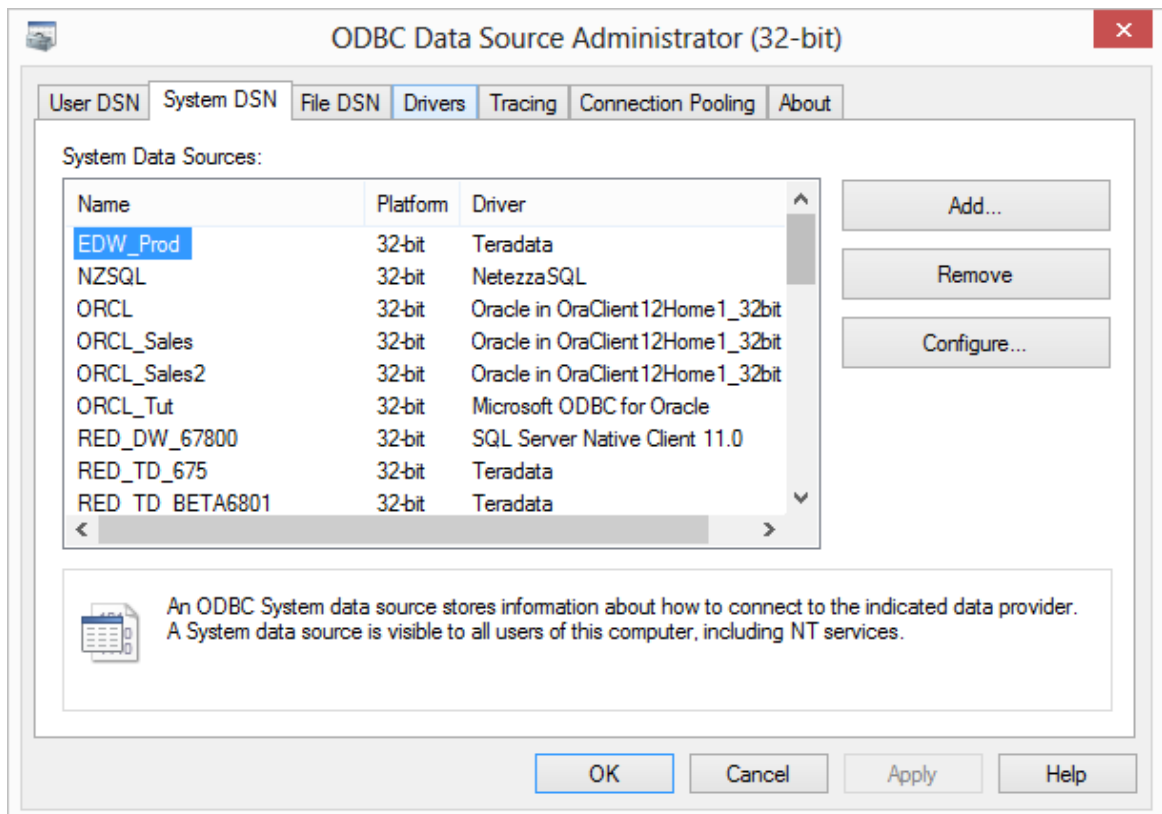 ODBC Data Source Administrator (32-bit)
User DSN System DSN File DSN Drivers Tracing Connection Pooling About
System Data Sources:
Name Platform Driver
EDW_Prod 32-bit Teradata
NZSQL 32-bit NetezzaSQL
ORCL 32-bit Oracle in OraClient12Home1_32bit
ORCL_Sales 32-bit Oracle in OraClient12Home1_32bit
ORCL_Sales2 32-bit Oracle in OraClient12Home1_32bit
ORCL_Tut 32-bit Microsoft ODBC for Oracle
RED_DW_67800 32-bit SQL Server Native Client 11.0
RED_TD_675 32-bit Teradata
RED_TD_BETA6801 32-bit Teradata
Add...
Remove
Configure...
An ODBC System data source stores information about how to connect to the indicated data provider.
A System data source is visible to all users of this computer, including NT services.
OK Cancel Apply Help